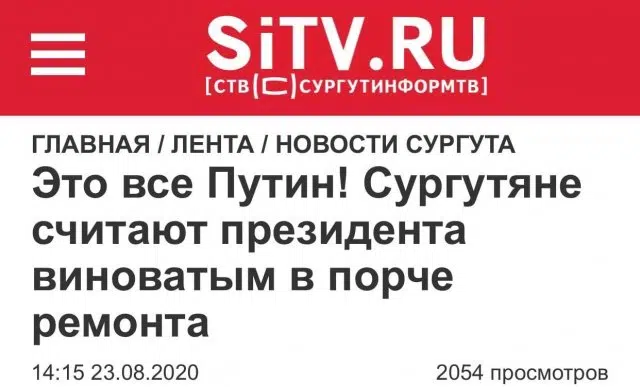 SiTV.RU
[СТВ(С)СУРГУТИНФОРМТВ]
ГЛАВНАЯ / ЛЕНТА / НОВОСТИ СУРГУТА
Это все Путин! Сургутяне
считают президента
виноватым в порче
ремонта
14:15 23.08.2020 2054 просмотров